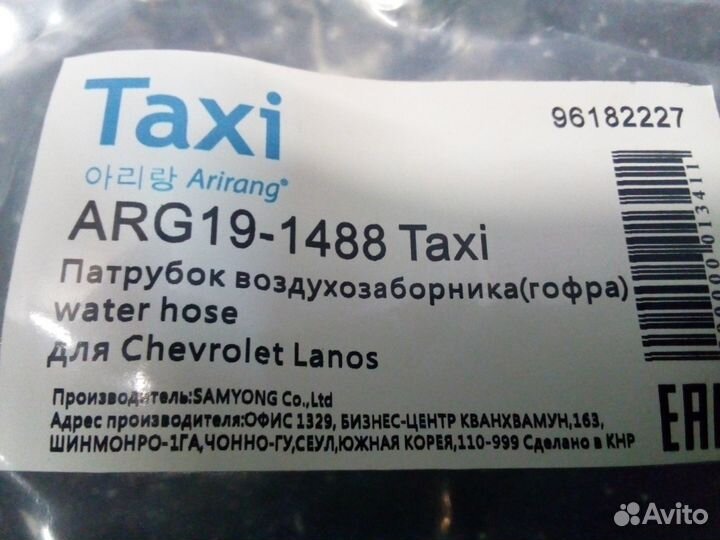 Taxi
96182227
아리랑 Arirang®
ARG19-1488 Taxi
Патрубок воздухозаборника(гофра)
water hose
для Chevrolet Lanos
Производитель:SAMYONG Co.,Ltd
Адрес производителя:ОФИС 1329, БИЗНЕС-ЦЕНТР КВАНХВАМУН,163,
ШИНМОНРО-1ГА,ЧОННО-ГУ,СЕУЛ,ЮЖНАЯ КОРЕЯ,110-999 Сделано в КНР
Avito